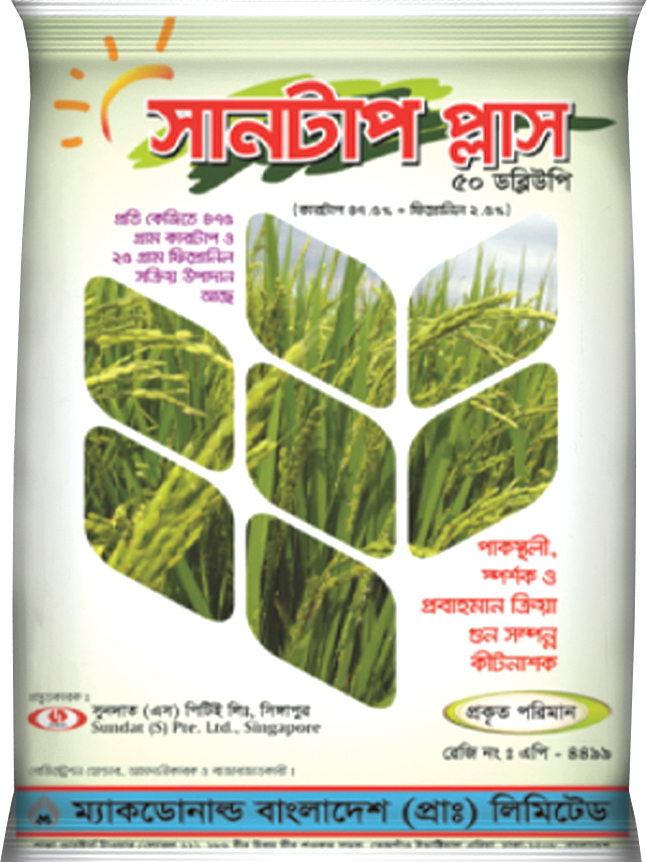 সানটাপ প্লাস
৫০ ডব্লিউপি
(কারটাপ ৪৭.৫% + ফিপ্রোনিল ২.৫%)
প্রতি কেজিতে ৪৭৫
গ্রাম কারটাপ ও
২৫ গ্রাম ফিপ্রোনিল
সক্রিয় উপাদান
আছে
পাকস্থলী,
স্পর্শক ও
প্রবাহমান ক্রিয়া
গুন সম্পন্ন
কীটনাশক
প্রস্তুতকারক :
সুনদাত (এস) পিটিই লিঃ, সিঙ্গাপুর
Sundat (S) Pte. Ltd., Singapore
প্রকৃত পরিমান
রেজি নং : এপি - ৪৪৯৯
রেজিস্ট্রেশন হোল্ডার, আমদানিকারক ও বাজারজাতকারী :
ম্যাকডোনাল্ড বাংলাদেশ (প্রাঃ) লিমিটেড